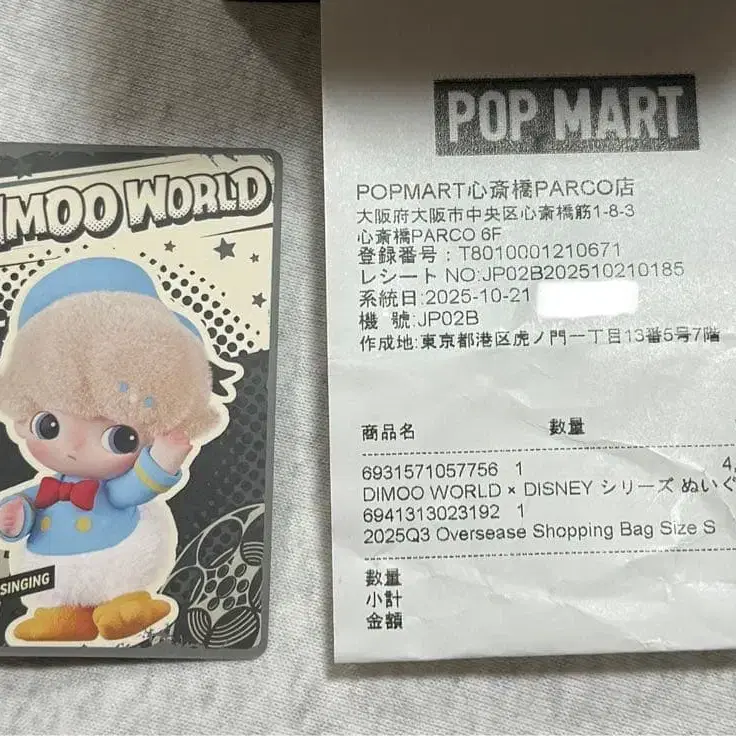 IMOO WORLD
SINGING
POP MART
POPMART心斎橋PARCO店
大阪府大阪市中央区心斎橋筋1-8-3
心斎橋PARCO 6F
登録番号：T8010001210671
レシート NO:JP02B202510210185
系統日:2025-10-21
機 號:JP02B
作成地:東京都港区虎ノ門一丁目13番5号7階
商品名 數量
6931571057756 1 4,
DIMOO WORLD × DISNEY シリーズ ぬいぐ
6941313023192 1
2025Q3 Oversease Shopping Bag Size S
數量
小計
金額